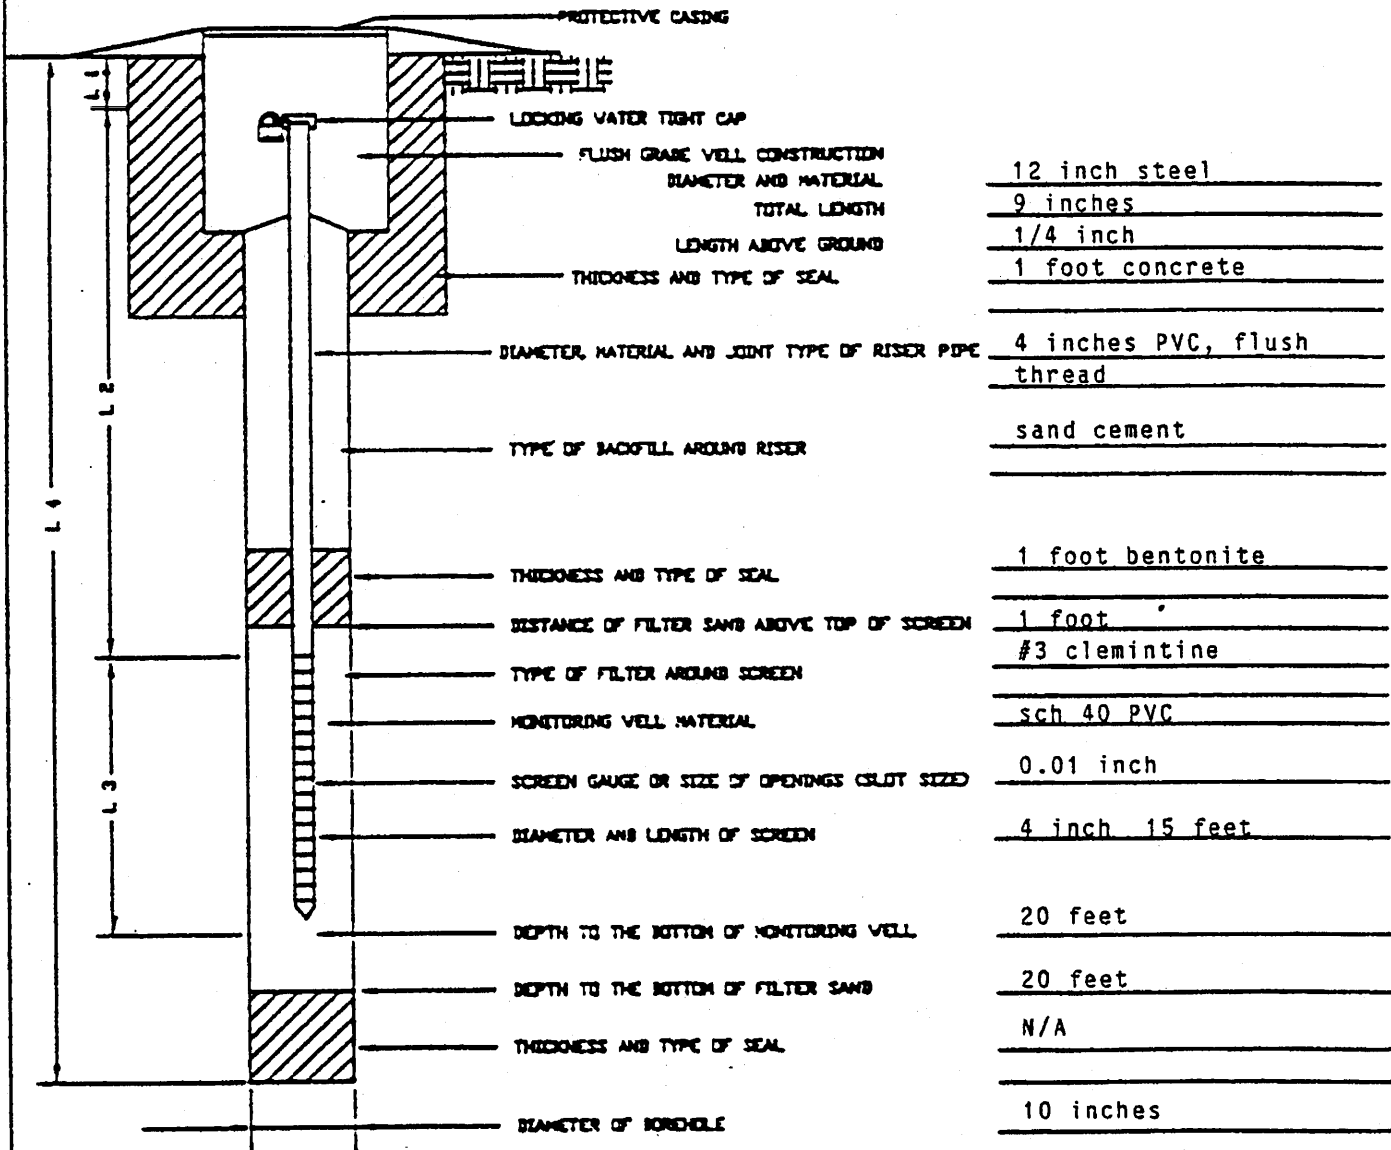 PROTECTIVE CASING
L 1
LOCKING WATER TIGHT CAP
FLUSH GRADE WELL CONSTRUCTION
DIAMETER AND MATERIAL 12 inch steel
TOTAL LENGTH 9 inches
LENGTH ABOVE GROUND 1/4 inch
THICKNESS AND TYPE OF SEAL 1 foot concrete
DIAMETER, MATERIAL AND JOINT TYPE OF RISER PIPE 4 inches PVC, flush
thread
L 2
TYPE OF BACKFILL AROUND RISER sand cement
L 4
THICKNESS AND TYPE OF SEAL 1 foot bentonite
DISTANCE OF FILTER SAND ABOVE TOP OF SCREEN 1 foot
TYPE OF FILTER AROUND SCREEN #3 clemintine
MONITORING WELL MATERIAL sch 40 PVC
SCREEN GAUGE OR SIZE OF OPENINGS (SLOT SIZE) 0.01 inch
L 3
DIAMETER AND LENGTH OF SCREEN 4 inch 15 feet
DEPTH TO THE BOTTOM OF MONITORING WELL 20 feet
DEPTH TO THE BOTTOM OF FILTER SAND 20 feet
THICKNESS AND TYPE OF SEAL N/A
DIAMETER OF BOREHOLE 10 inches